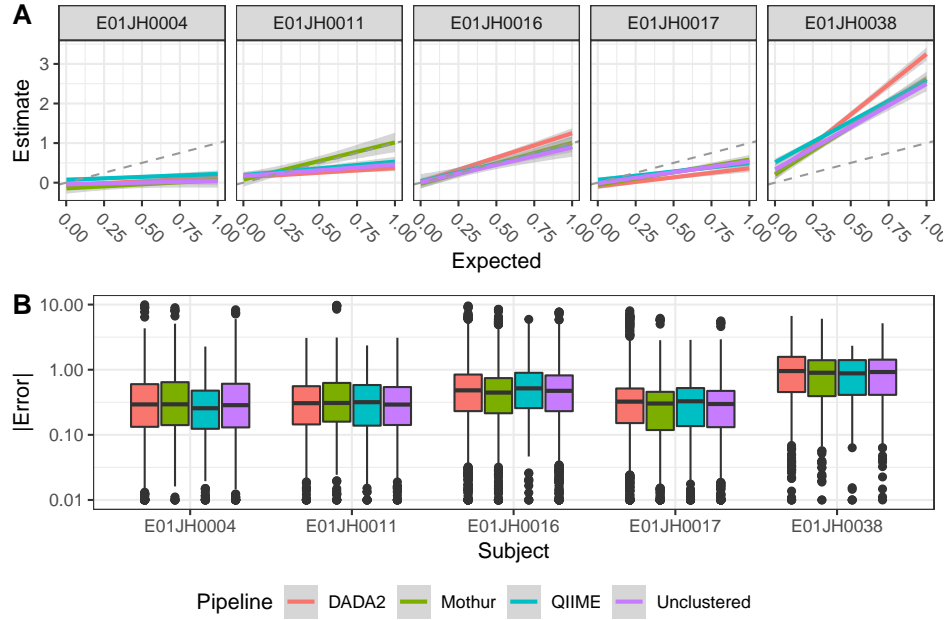 A
E01JH0004 E01JH0011 E01JH0016 E01JH0017 E01JH0038
Estimate
3
2
1
0
0.00 0.25 0.50 0.75 1.00 0.00 0.25 0.50 0.75 1.00 0.00 0.25 0.50 0.75 1.00 0.00 0.25 0.50 0.75 1.00 0.00 0.25 0.50 0.75 1.00
Expected
B
|Error|
10.00
1.00
0.10
0.01
E01JH0004 E01JH0011 E01JH0016 E01JH0017 E01JH0038
Subject
Pipeline DADA2 Mothur QIIME Unclustered